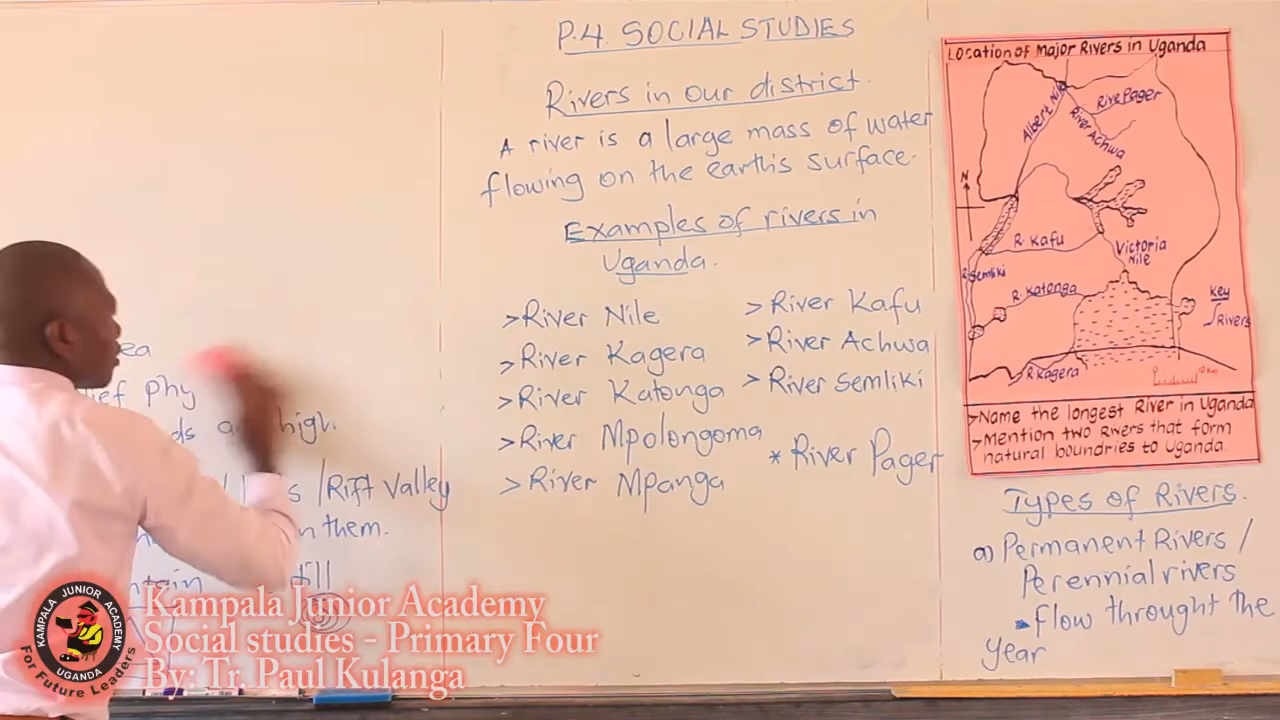 P.4. SOCIAL STUDIES
Rivers in our district.
A river is a large mass of water
flowing on the earth's surface.
Examples of rivers in
Uganda.
>River Nile
>River Kagera
>River Katonga
>River Mpolongoma
>River Mpanga
>River Kafu
>River Achwa
>River Semliki
* River Pager
Location of Major Rivers in Uganda
Albert Nile
Rive Pager
River Achwa
N
R. Kafu
Victoria
Nile
R. Semliki
R. Katonga
Key
Rivers
R. Kagera
>Name the longest River in Uganda
>Mention two Rivers that form
natural boundries to Uganda.
Types of Rivers.
a) Permanent Rivers /
Perennial rivers
Flow throught the
year
phy
high.
/Rift Valley
them.
Kampala Junior Academy
Social studies - Primary Four
By: Tr. Paul Kulanga
KAMPALA JUNIOR ACADEMY
UGANDA
For Future Leaders